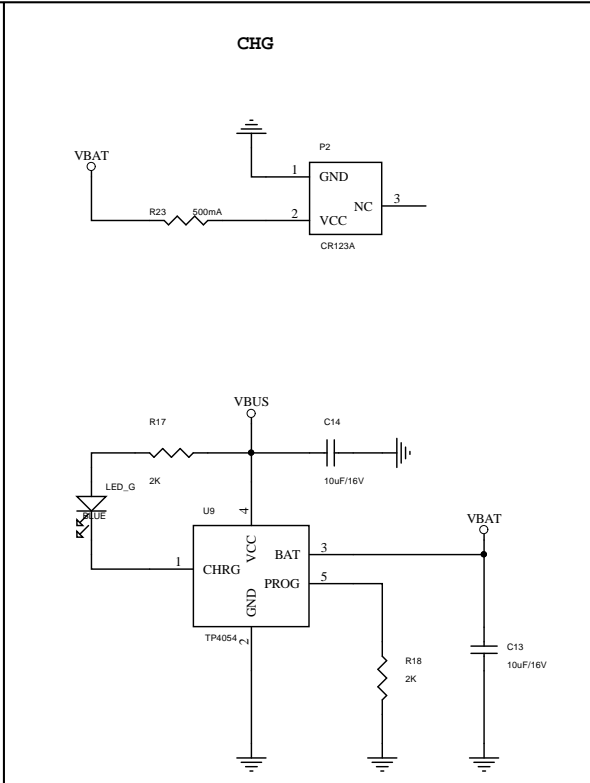 CHG
P2
VBAT
1
GND
NC
3
R23
500mA
2
VCC
CR123A
VBUS
R17
C14
2K
10uF/16V
LED_G
BLUE
U9
4
VBAT
VCC
BAT
3
1
CHRG
PROG
5
GND
TP4054
2
R18
2K
C13
10uF/16V